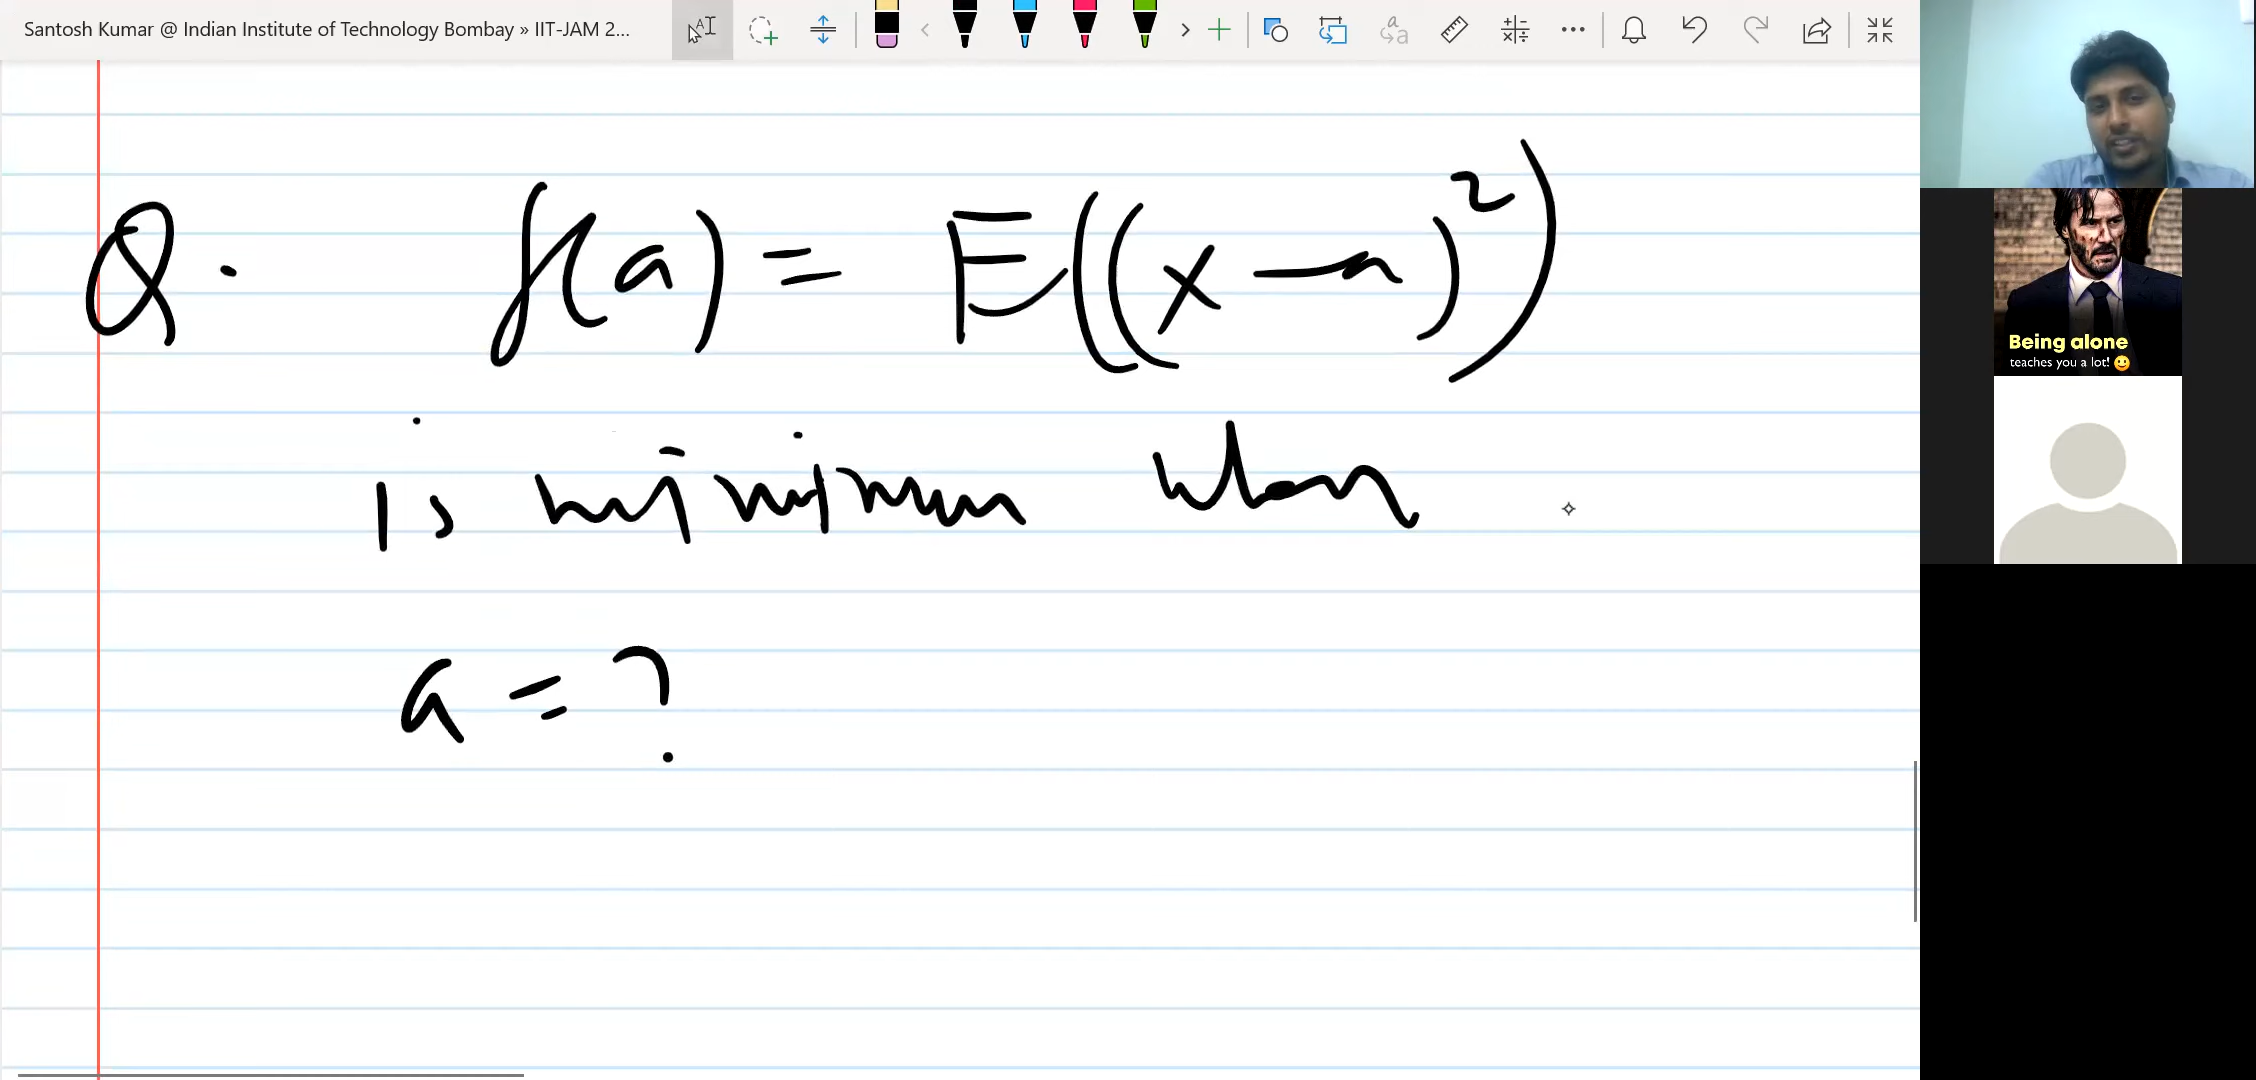 Santosh Kumar @ Indian Institute of Technology Bombay » IIT-JAM 2...
Q. f(a) = E((x-a)²)
is minimum when
a = ?
Being alone
teaches you a lot! 🙂